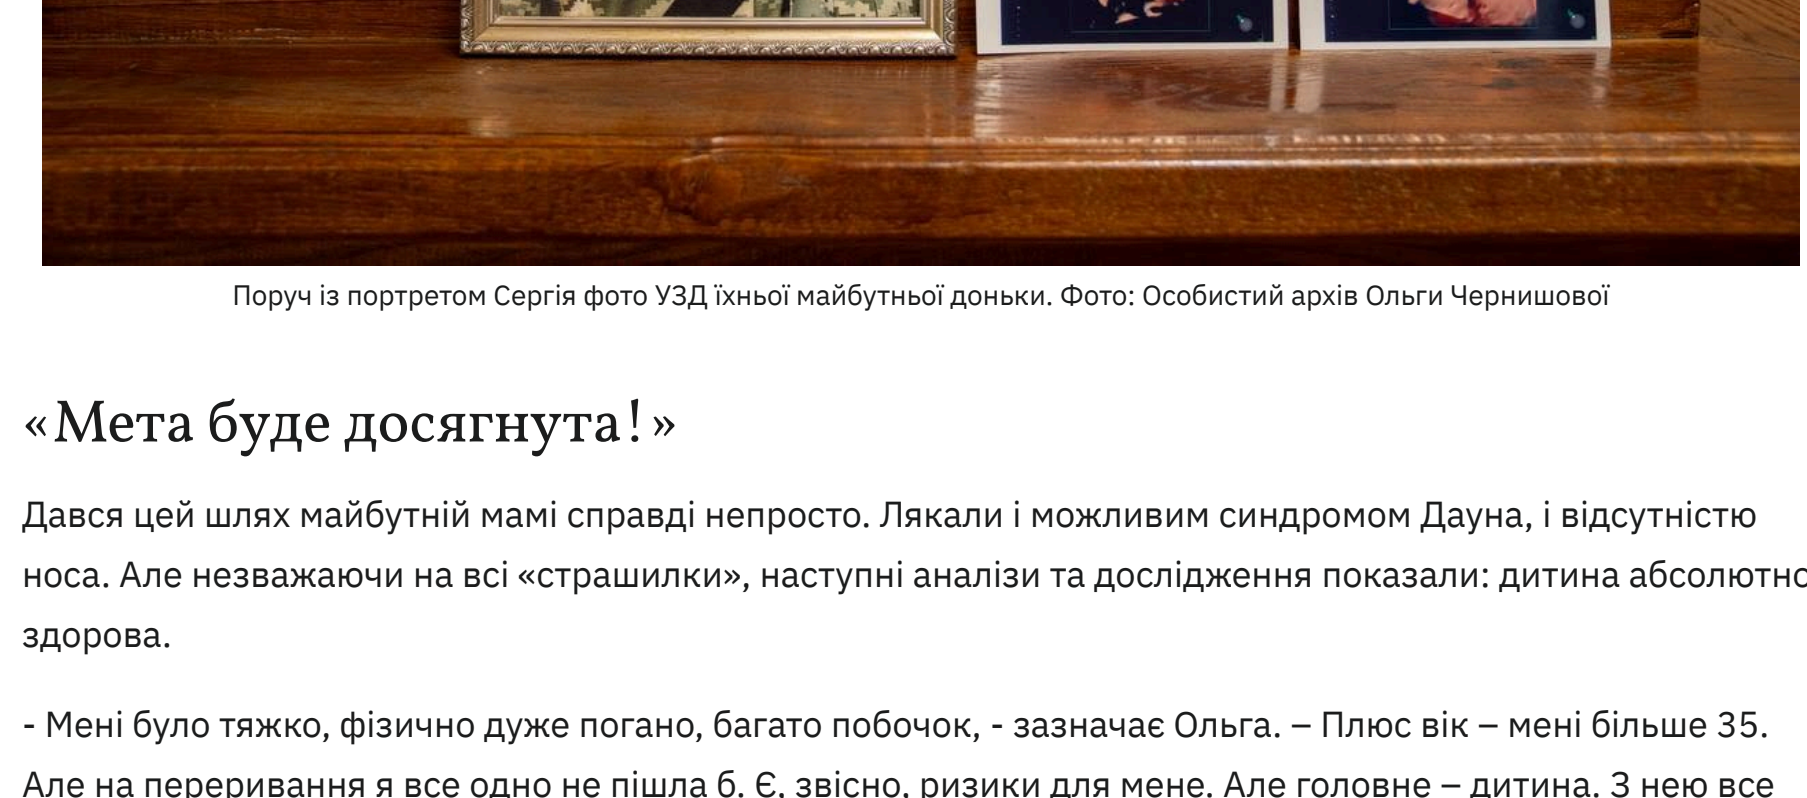 Поруч із портретом Сергія фото УЗД їхньої майбутньої доньки. Фото: Особистий архів Ольги Чернишової
«Мета буде досягнута!»
Дався цей шлях майбутній мамі справді непросто. Лякали і можливим синдромом Дауна, і відсутністю
носа. Але незважаючи на всі «страшилки», наступні аналізи та дослідження показали: дитина абсолютно
здорова.
- Мені було тяжко, фізично дуже погано, багато побочок, - зазначає Ольга. – Плюс вік – мені більше 35.
Але на переривання я все одно не пішла б. Є, звісно, ризики для мене. Але головне – дитина. З нею все